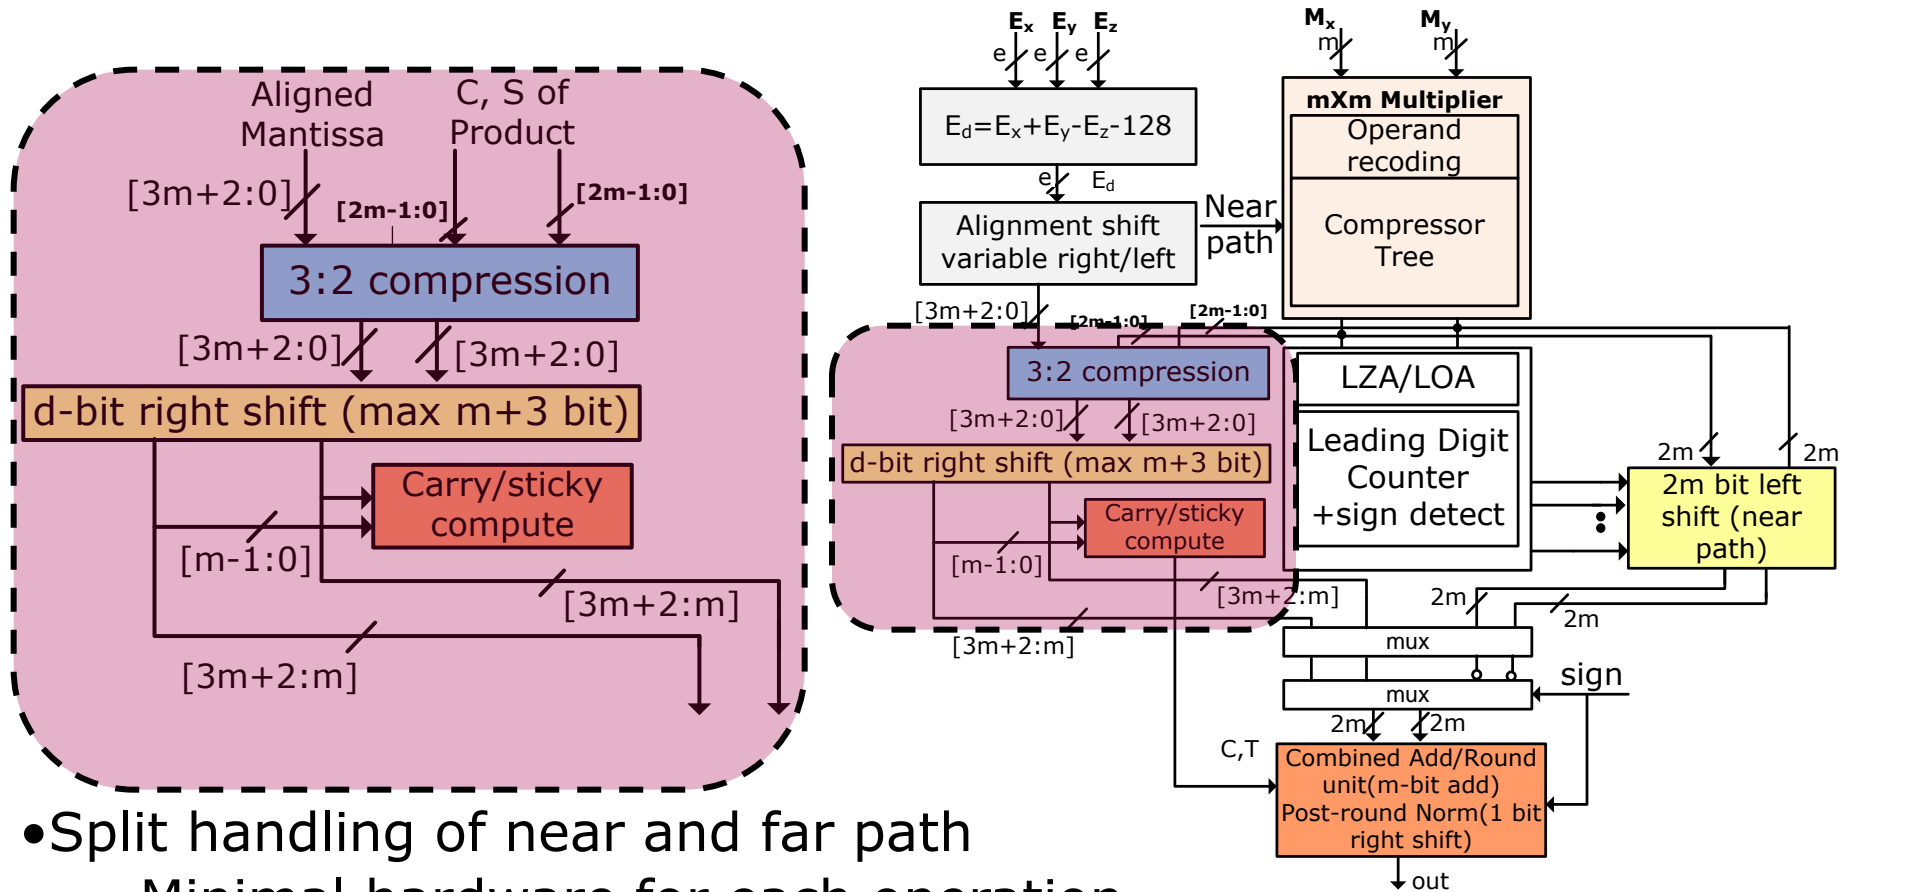 Aligned
Mantissa
C, S of
Product
[3m+2:0]
[2m-1:0]
[2m-1:0]
3:2 compression
[3m+2:0]
[3m+2:0]
d-bit right shift (max m+3 bit)
Carry/sticky
compute
[m-1:0]
[3m+2:m]
[3m+2:m]
•Split handling of near and far path
Minimal hardware for each operation
Ex Ey Ez
e e e
Ed=Ex+Ey-Ez-128
e Ed
Alignment shift
variable right/left
Near
path
Mx My
m m
mXm Multiplier
Operand
recoding
Compressor
Tree
[3m+2:0]
[2m-1:0]
[2m-1:0]
3:2 compression
[3m+2:0]
[3m+2:0]
d-bit right shift (max m+3 bit)
Carry/sticky
compute
[m-1:0]
[3m+2:m]
[3m+2:m]
LZA/LOA
Leading Digit
Counter
+sign detect
2m
2m
2m bit left
shift (near
path)
2m
2m
mux
mux
sign
2m 2m
C,T
Combined Add/Round
unit(m-bit add)
Post-round Norm(1 bit
right shift)
out